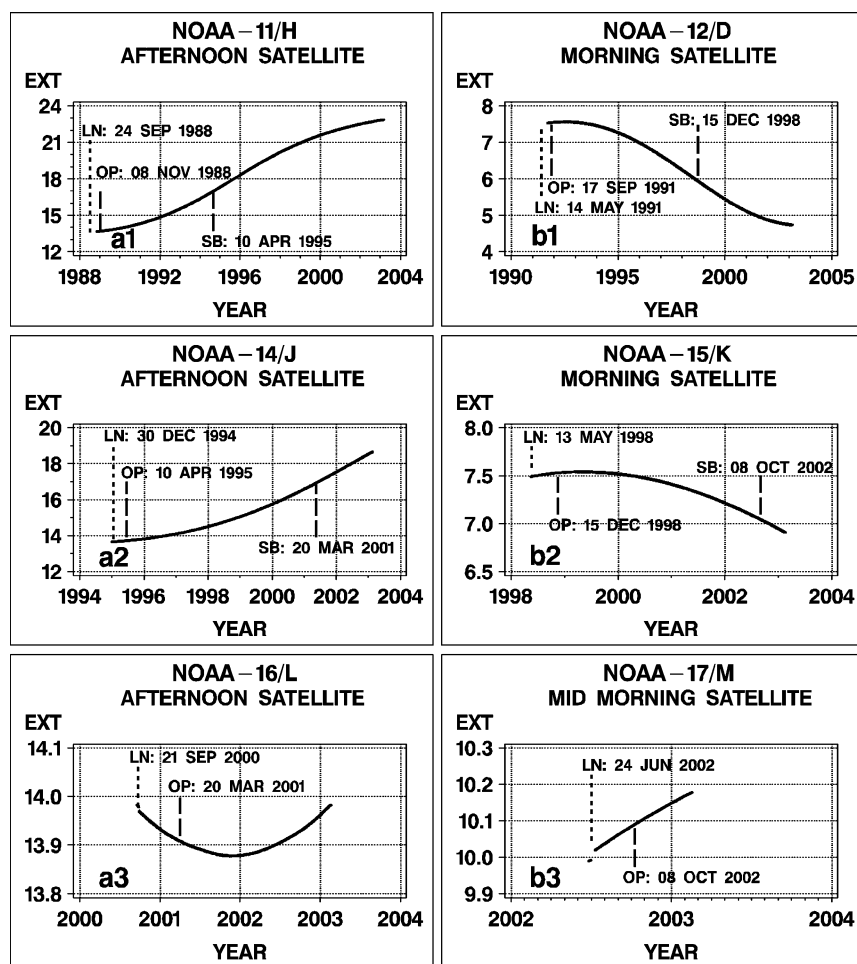 NOAA-11/H
AFTERNOON SATELLITE
EXT
24
21
18
15
12
LN: 24 SEP 1988
OP: 08 NOV 1988
SB: 10 APR 1995
a1
1988 1992 1996 2000 2004
YEAR
NOAA-12/D
MORNING SATELLITE
EXT
8
7
6
5
4
SB: 15 DEC 1998
OP: 17 SEP 1991
LN: 14 MAY 1991
b1
1990 1995 2000 2005
YEAR
NOAA-14/J
AFTERNOON SATELLITE
EXT
20
18
16
14
12
LN: 30 DEC 1994
OP: 10 APR 1995
SB: 20 MAR 2001
a2
1994 1996 1998 2000 2002 2004
YEAR
NOAA-15/K
MORNING SATELLITE
EXT
8.0
7.5
7.0
6.5
LN: 13 MAY 1998
SB: 08 OCT 2002
OP: 15 DEC 1998
b2
1998 2000 2002 2004
YEAR
NOAA-16/L
AFTERNOON SATELLITE
EXT
14.1
14.0
13.9
13.8
LN: 21 SEP 2000
OP: 20 MAR 2001
a3
2000 2001 2002 2003 2004
YEAR
NOAA-17/M
MID MORNING SATELLITE
EXT
10.3
10.2
10.1
10.0
9.9
LN: 24 JUN 2002
OP: 08 OCT 2002
b3
2002 2003 2004
YEAR